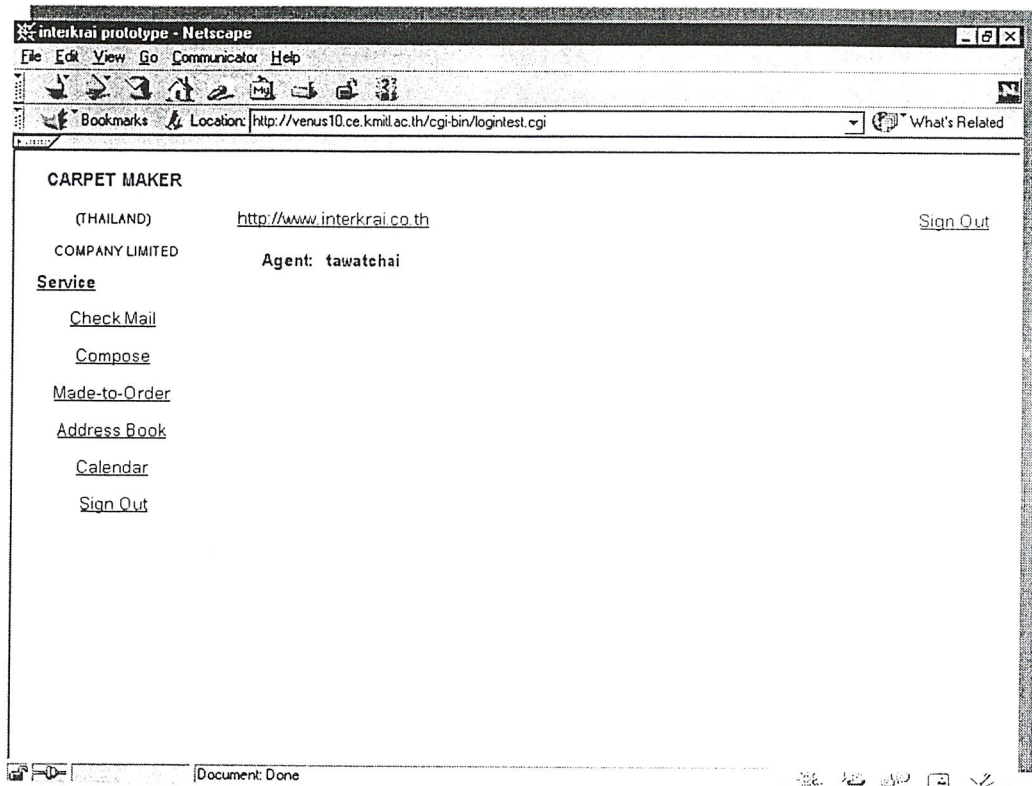 interkrai prototype - Netscape
File Edit View Go Communicator Help
My
N
Bookmarks Location: http://venus10.ce.kmitl.ac.th/cgi-bin/logintest.cgi What's Related
CARPET MAKER
(THAILAND) http://www.interkrai.co.th Sign Out
COMPANY LIMITED
Agent: tawatchai
Service
Check Mail
Compose
Made-to-Order
Address Book
Calendar
Sign Out
Document: Done